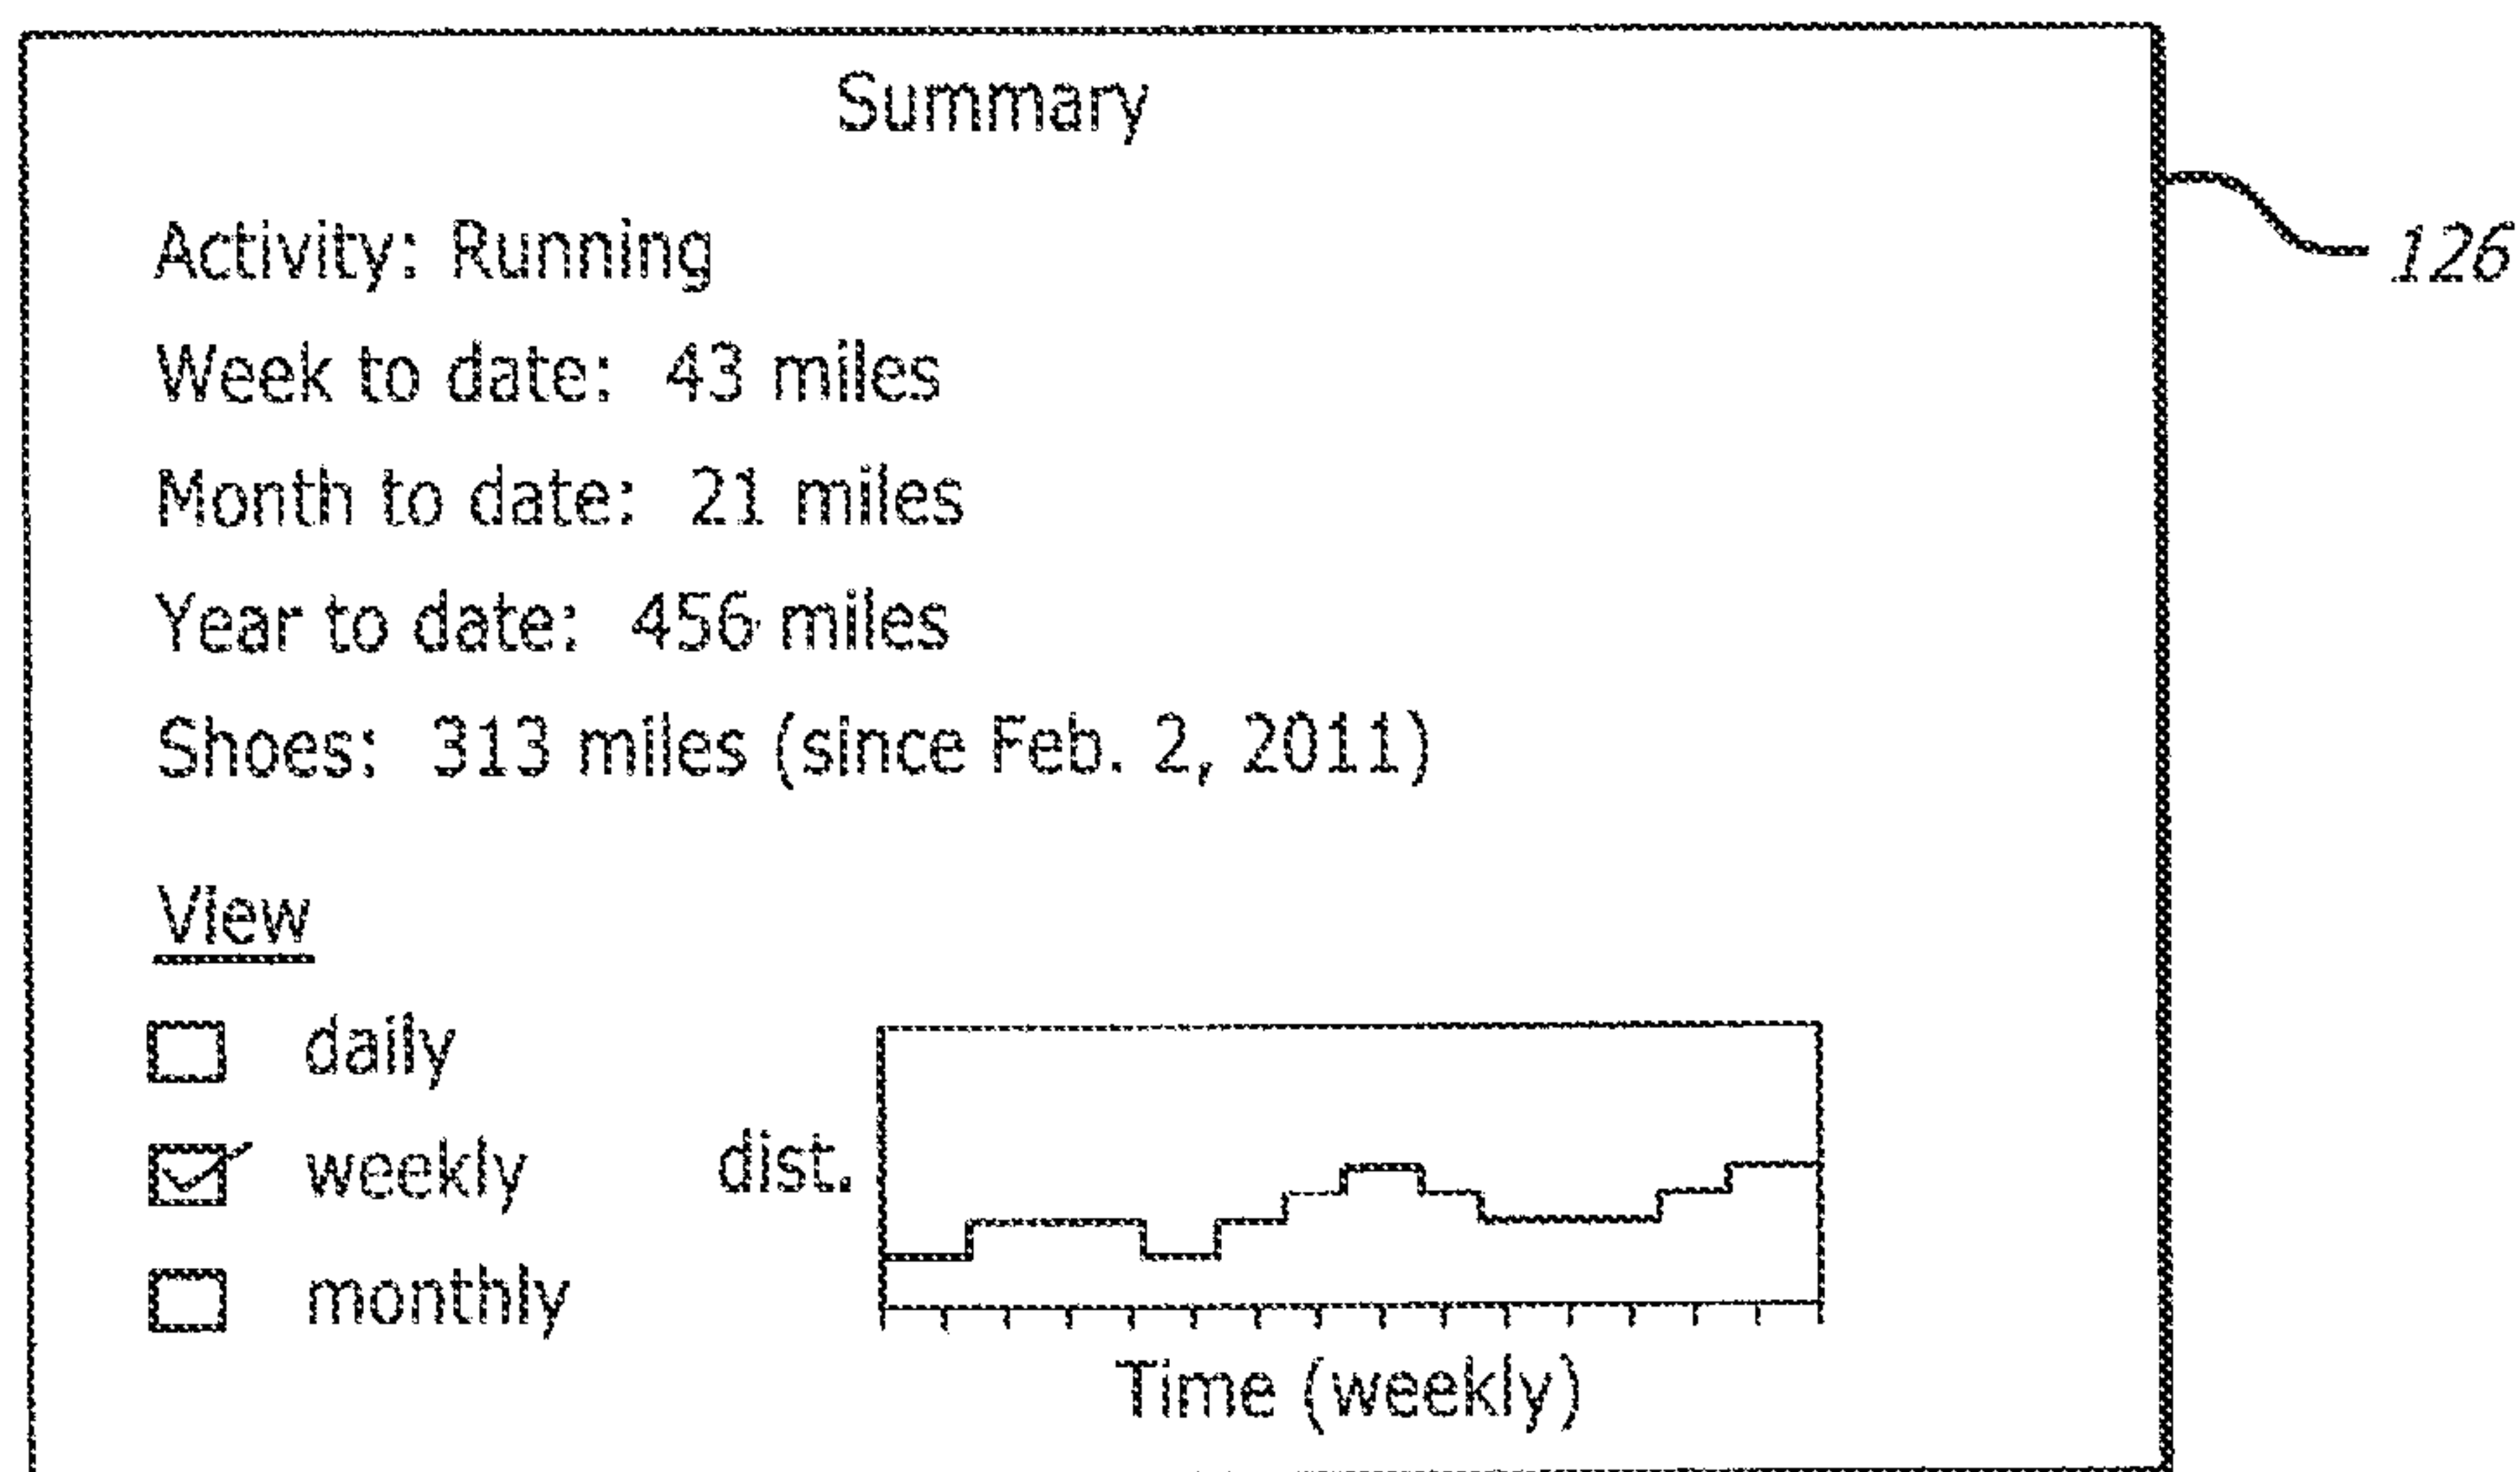 Summary
126
Activity: Running
Week to date: 43 miles
Month to date: 21 miles
Year to date: 456 miles
Shoes: 313 miles (since Feb. 2, 2011)
View
daily
weekly
dist.
monthly
Time (weekly)